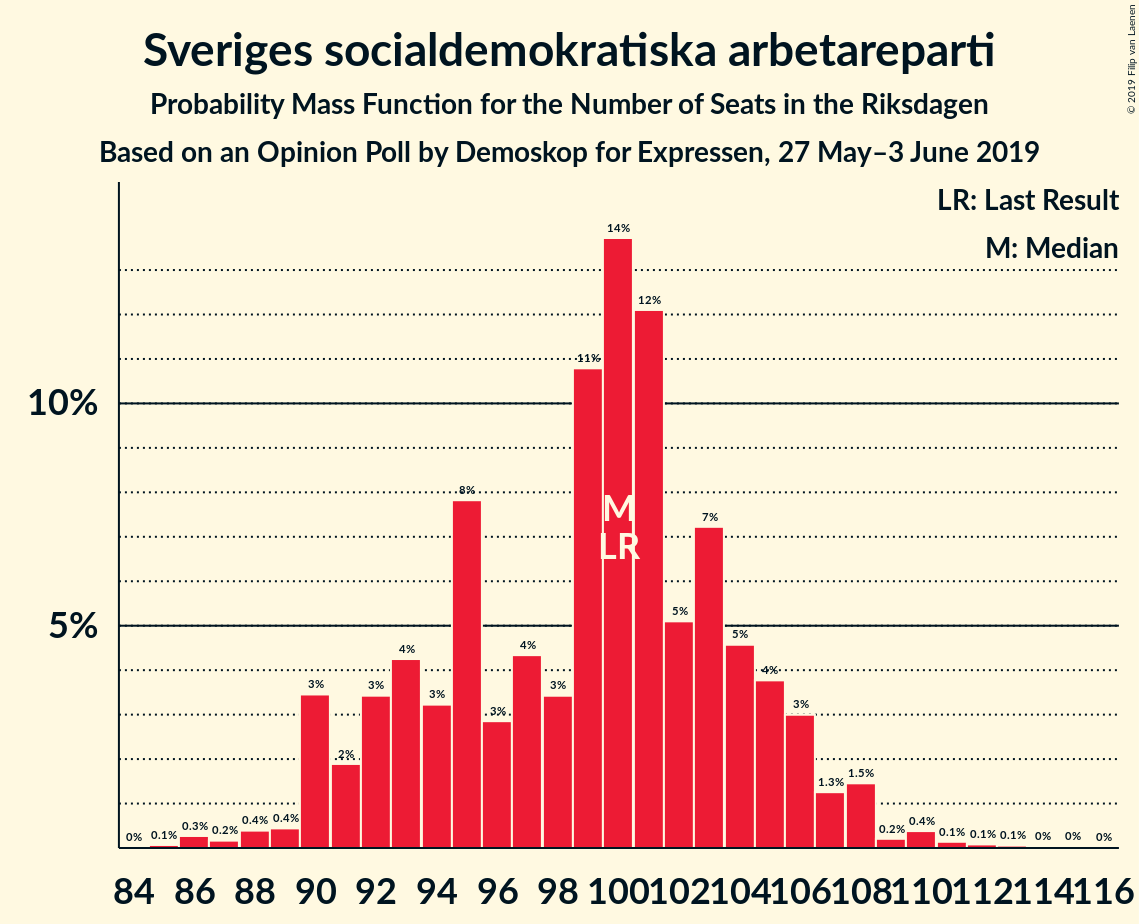 Sveriges socialdemokratiska arbetareparti
Probability Mass Function for the Number of Seats in the Riksdagen
Based on an Opinion Poll by Demoskop for Expressen, 27 May–3 June 2019
© 2019 Filip van Laenen
LR: Last Result
M: Median
10%
5%
0% 0.1% 0.3% 0.2% 0.4% 0.4% 3% 2% 3% 4% 3% 8% 3% 4% 3% 11% 14% 12% 5% 7% 5% 4% 3% 1.3% 1.5% 0.2% 0.4% 0.1% 0.1% 0.1% 0% 0% 0%
M
LR
84 86 88 90 92 94 96 98 100 102 104 106 108 110 112 114 116